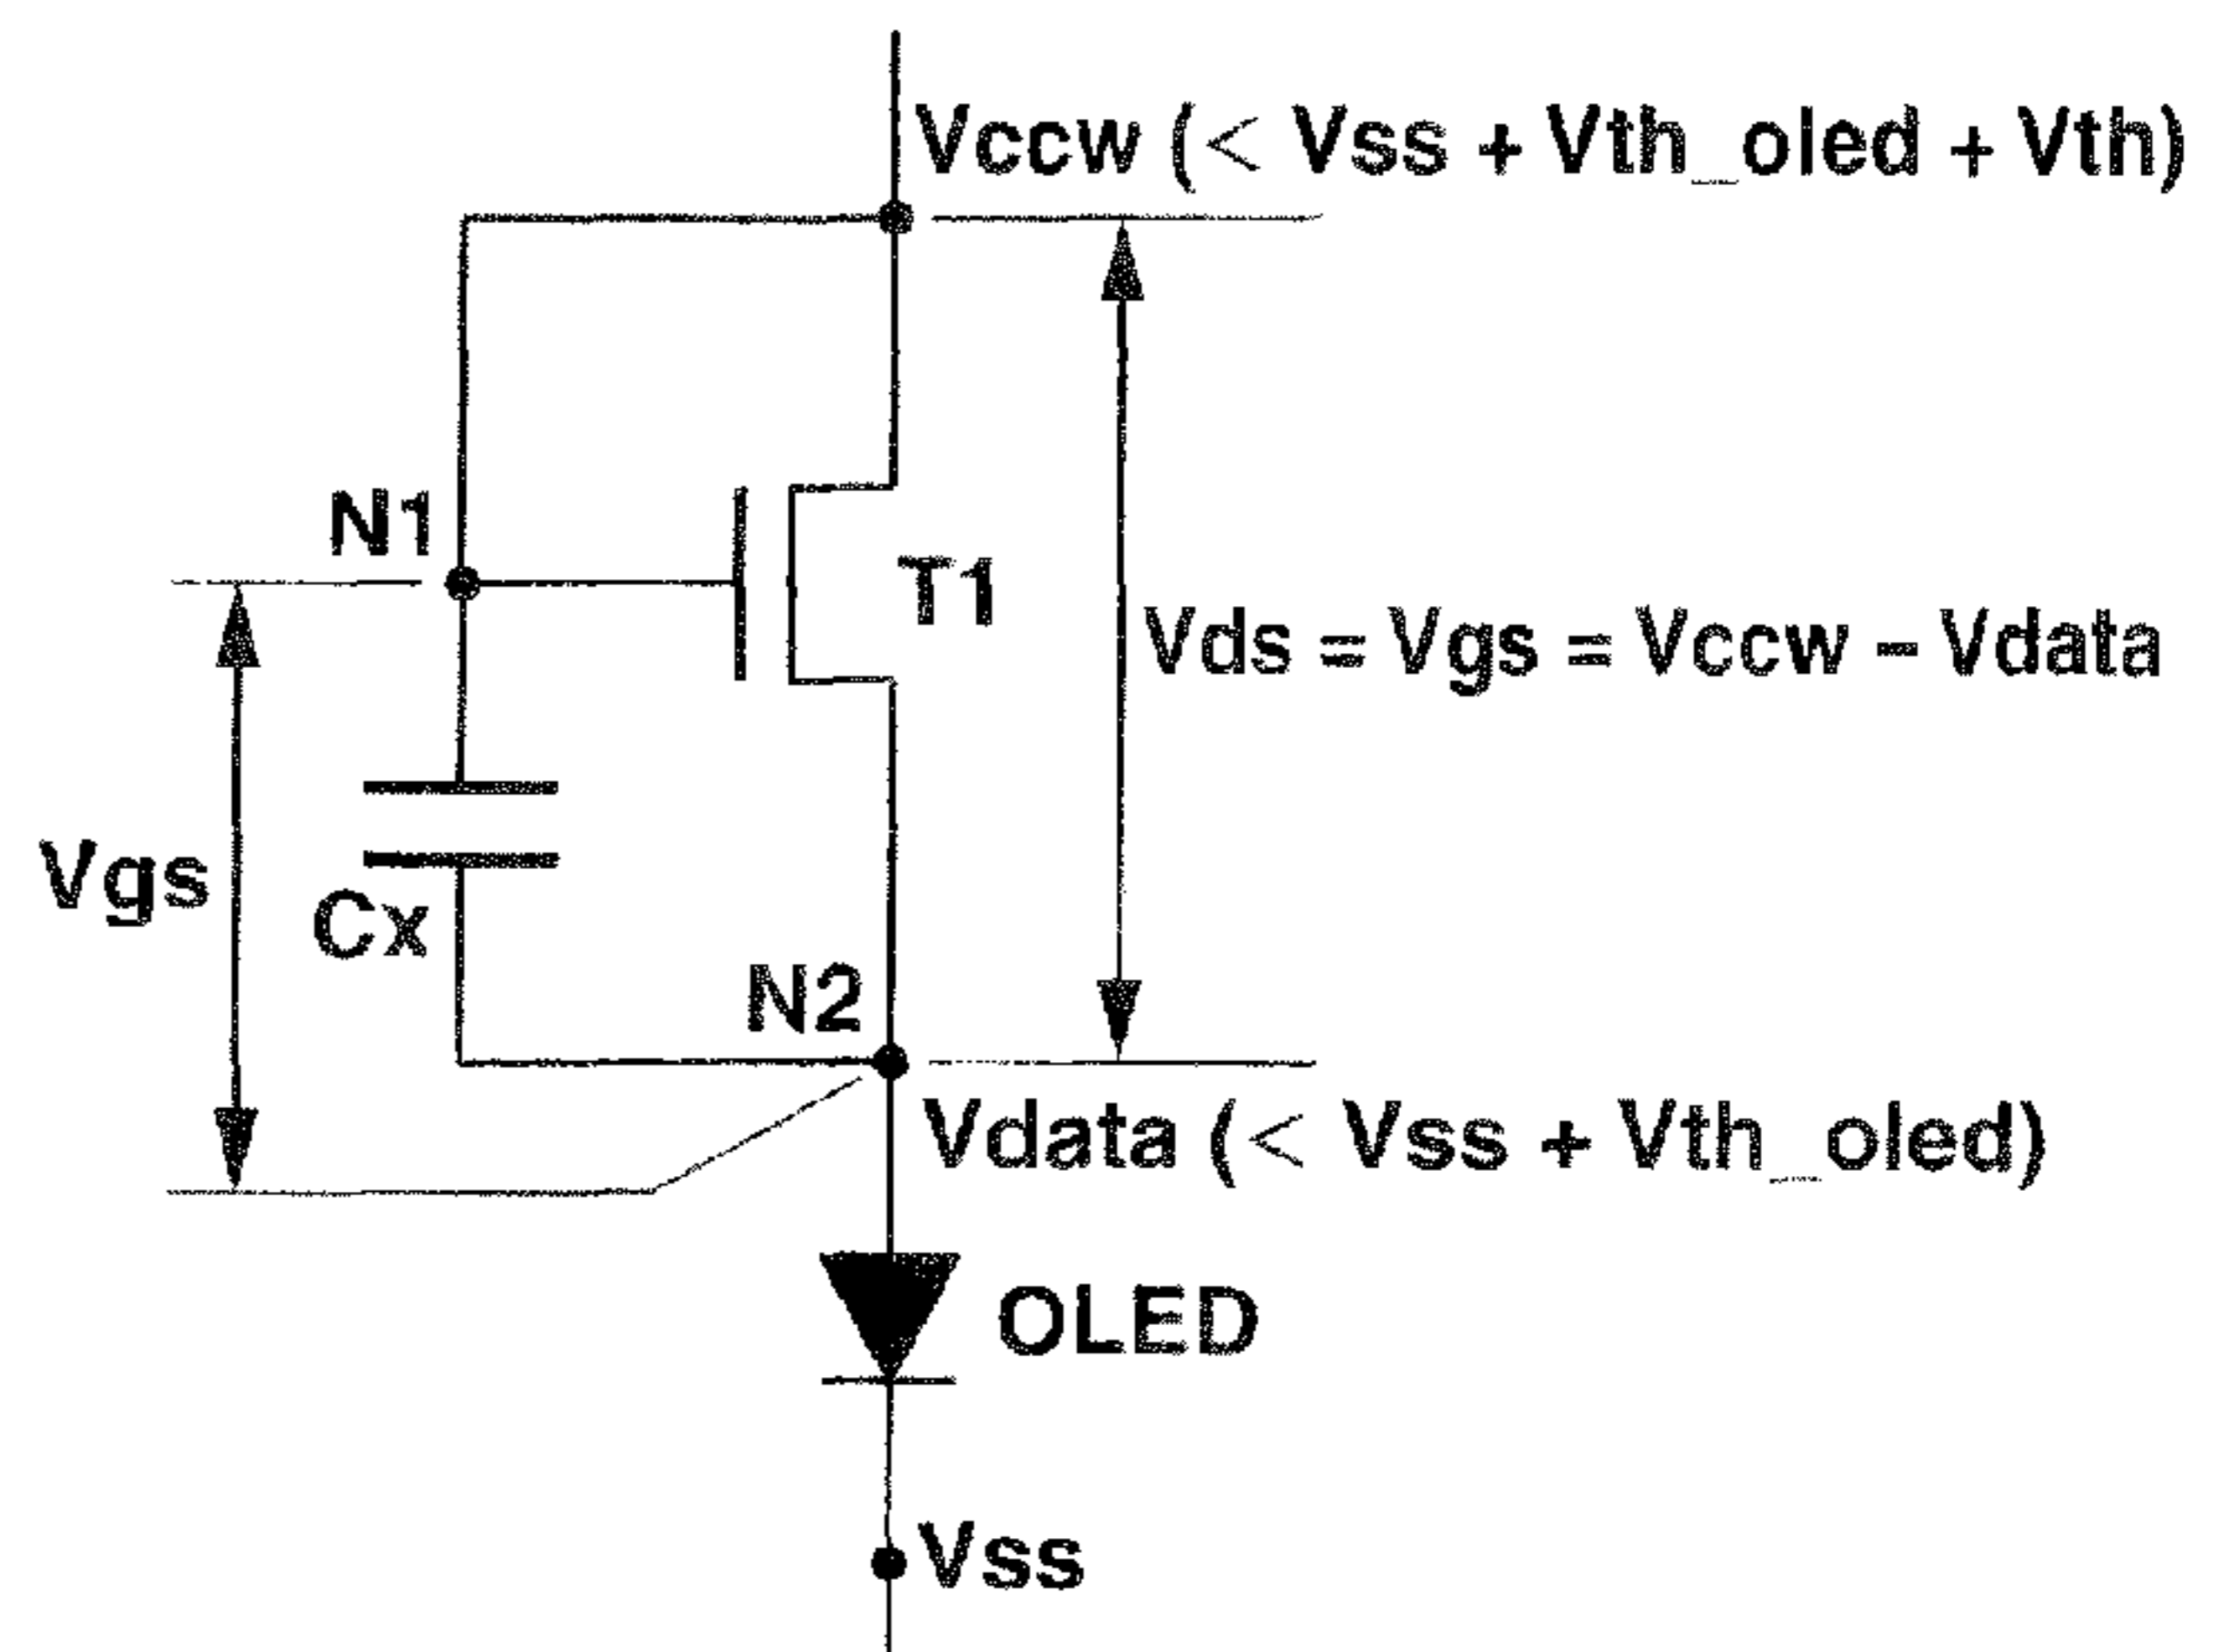 Vccw (< Vss + Vth_oled + Vth)
N1
T1
Vds = Vgs = Vccw - Vdata
Vgs
Cx
N2
Vdata (< Vss + Vth_oled)
OLED
Vss